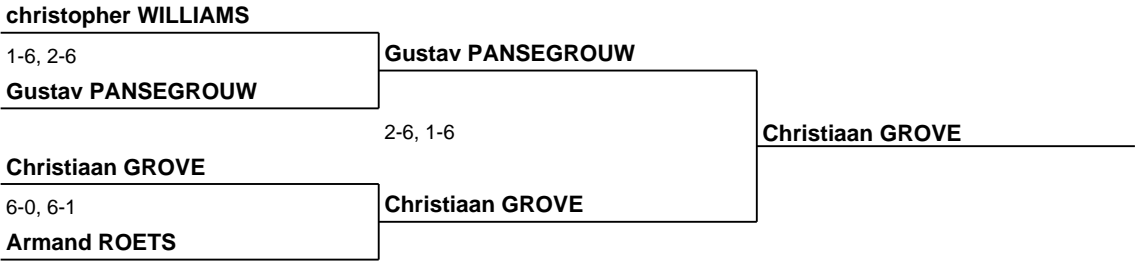 christopher WILLIAMS
1-6, 2-6
Gustav PANSEGROUW
Gustav PANSEGROUW
2-6, 1-6
Christiaan GROVE
Christiaan GROVE
6-0, 6-1
Christiaan GROVE
Armand ROETS